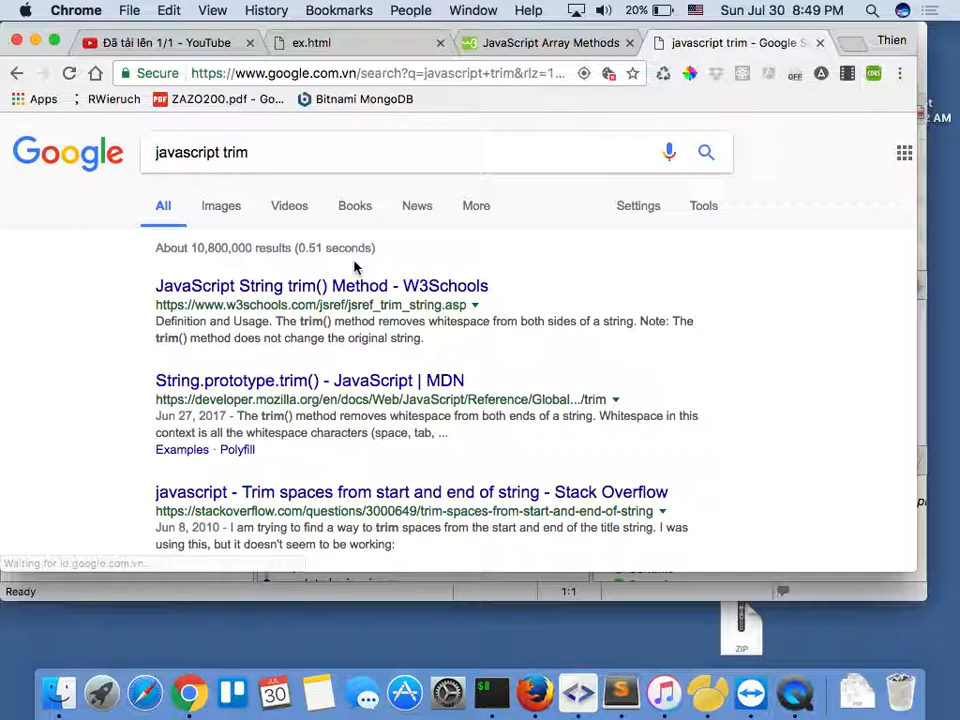 Chrome File Edit View History Bookmarks People Window Help 20% Sun Jul 30 8:49 PM
Đã tải lên 1/1 - YouTube ex.html JavaScript Array Methods javascript trim - Google S Thien
Secure https://www.google.com.vn/search?q=javascript+trim&rlz=1... OFF
Apps RWieruch PDF ZAZO200.pdf - Go... Bitnami MongoDB
Google javascript trim
All Images Videos Books News More Settings Tools
About 10,800,000 results (0.51 seconds)
JavaScript String trim() Method - W3Schools
https://www.w3schools.com/jsref/jsref_trim_string.asp
Definition and Usage. The trim() method removes whitespace from both sides of a string. Note: The
trim() method does not change the original string.
String.prototype.trim() - JavaScript | MDN
https://developer.mozilla.org/en/docs/Web/JavaScript/Reference/Global.../trim
Jun 27, 2017 - The trim() method removes whitespace from both ends of a string. Whitespace in this
context is all the whitespace characters (space, tab, ...
Examples · Polyfill
javascript - Trim spaces from start and end of string - Stack Overflow
https://stackoverflow.com/questions/3000649/trim-spaces-from-start-and-end-of-string
Jun 8, 2010 - I am trying to find a way to trim spaces from the start and end of the title string. I was
using this, but it doesn't seem to be working:
Waiting for id.google.com.vn...
Ready 1:1
ZIP
JUL
30